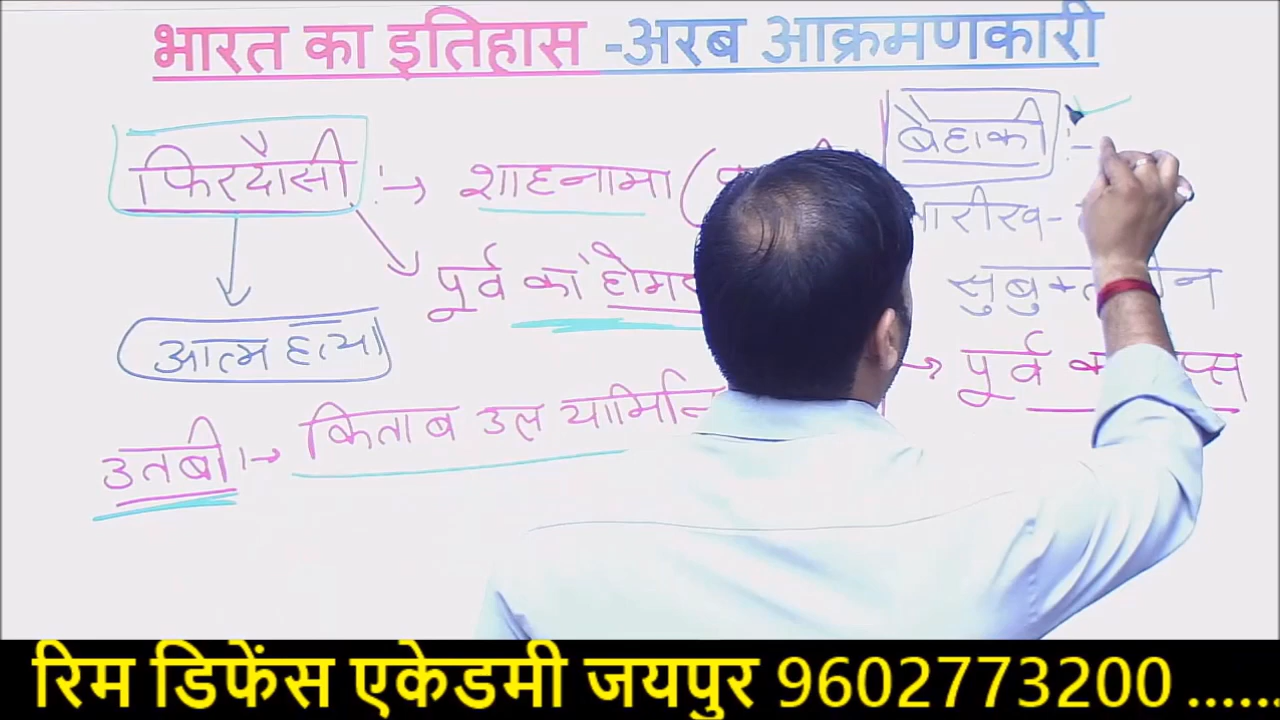 भारत का इतिहास -अरब आक्रमणकारी
फिरदौसी :→ शाहनामा (
बैहाकी :-
तारीख-
पूर्व का होमर
सुबुक्तगीन
आत्म हत्या
→ पूर्व का
उतबी :→ किताब उल यामिनी
रिम डिफेंस एकेडमी जयपुर 9602773200 ......